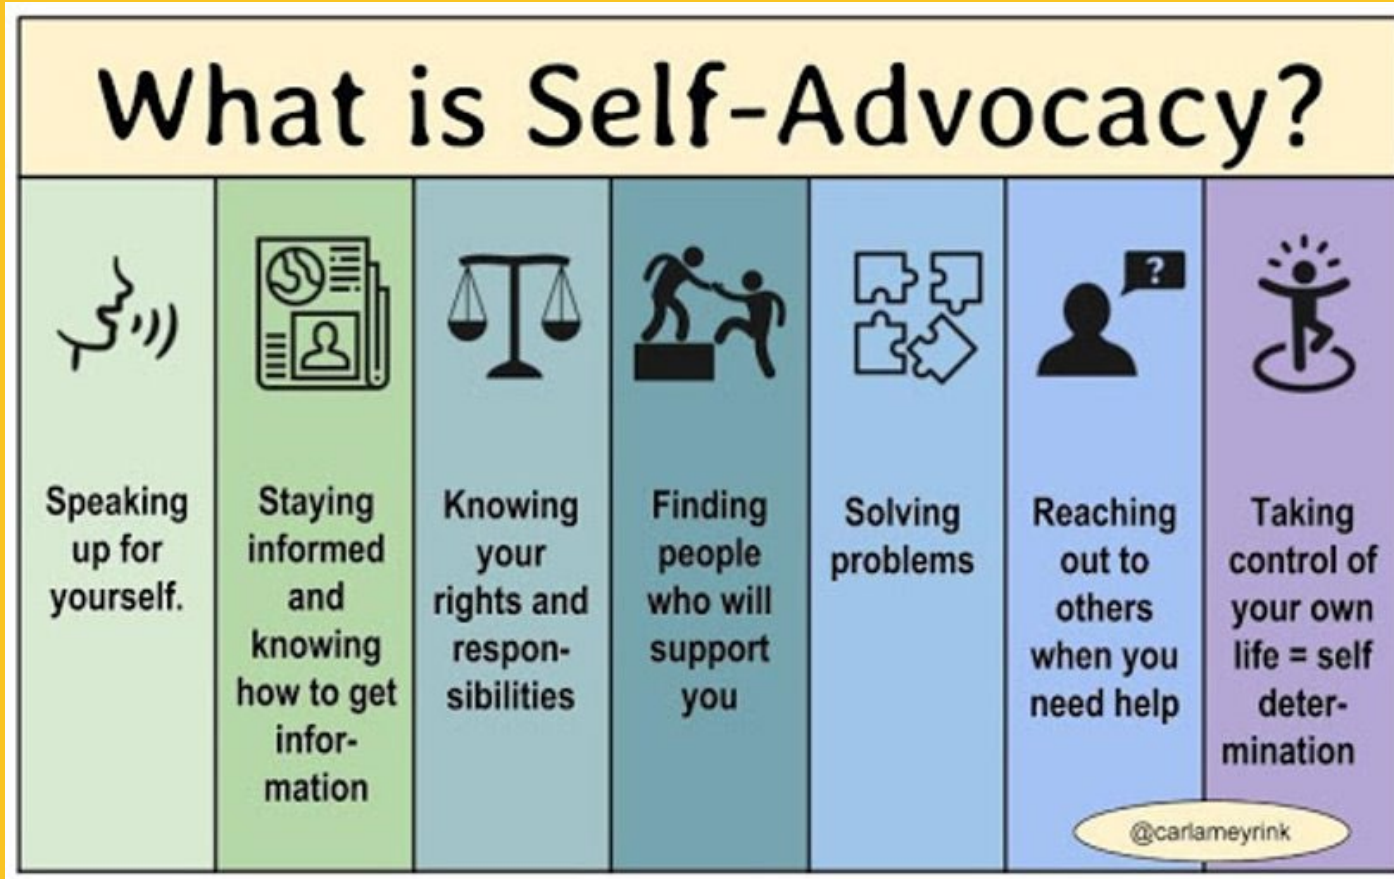 What is Self-Advocacy?
Speaking
up for
yourself.
Staying
informed
and
knowing
how to get
infor-
mation
Knowing
your
rights and
respon-
sibilities
Finding
people
who will
support
you
Solving
problems
Reaching
out to
others
when you
need help
?
Taking
control of
your own
life = self
deter-
mination
@carlameyrink